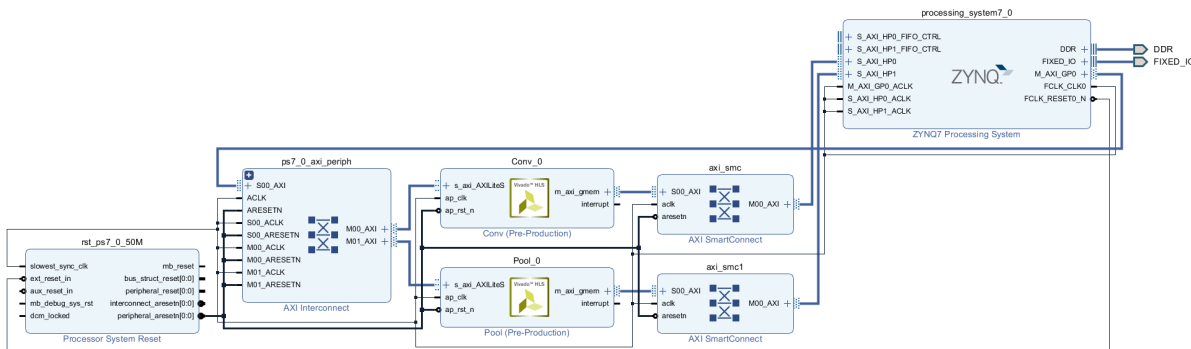 processing_system7_0
S_AXI_HP0_FIFO_CTRL
S_AXI_HP1_FIFO_CTRL
S_AXI_HP0
S_AXI_HP1
M_AXI_GP0_ACLK
S_AXI_HP0_ACLK
S_AXI_HP1_ACLK
ZYNQ
DDR
FIXED_IO
M_AXI_GP0
FCLK_CLK0
FCLK_RESET0_N
ZYNQ7 Processing System
DDR
FIXED_IO
ps7_0_axi_periph
S00_AXI
ACLK
ARESETN
S00_ACLK
S00_ARESETN
M00_ACLK
M00_ARESETN
M01_ACLK
M01_ARESETN
M00_AXI
M01_AXI
AXI Interconnect
Conv_0
s_axi_AXILiteS
ap_clk
ap_rst_n
Vivado™ HLS
m_axi_gmem
interrupt
Conv (Pre-Production)
axi_smc
S00_AXI
aclk
aresetn
M00_AXI
AXI SmartConnect
rst_ps7_0_50M
slowest_sync_clk
ext_reset_in
aux_reset_in
mb_debug_sys_rst
dcm_locked
mb_reset
bus_struct_reset[0:0]
peripheral_reset[0:0]
interconnect_aresetn[0:0]
peripheral_aresetn[0:0]
Processor System Reset
Pool_0
s_axi_AXILiteS
ap_clk
ap_rst_n
Vivado™ HLS
m_axi_gmem
interrupt
Pool (Pre-Production)
axi_smc1
S00_AXI
aclk
aresetn
M00_AXI
AXI SmartConnect